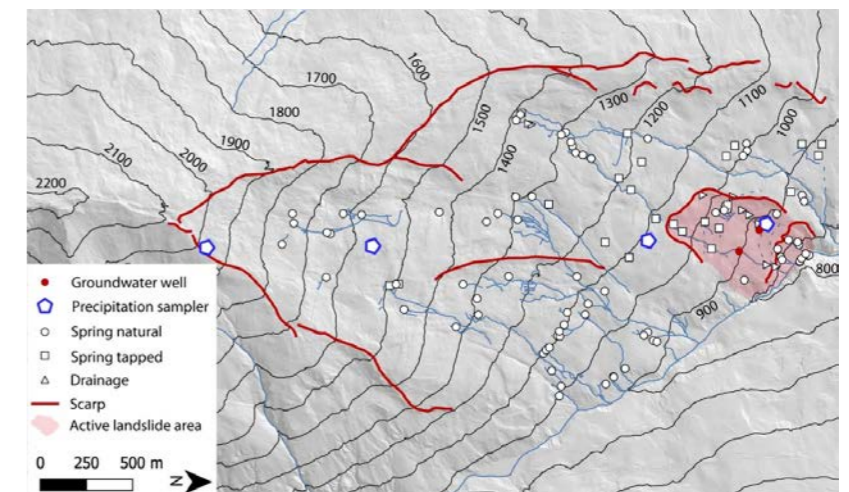 1600
1700
1800
1900
2000
2100
2200
1500
1400
1300
1200
1100
1000
900
800
Groundwater well
Precipitation sampler
Spring natural
Spring tapped
Drainage
Scarp
Active landslide area
0 250 500 m
N